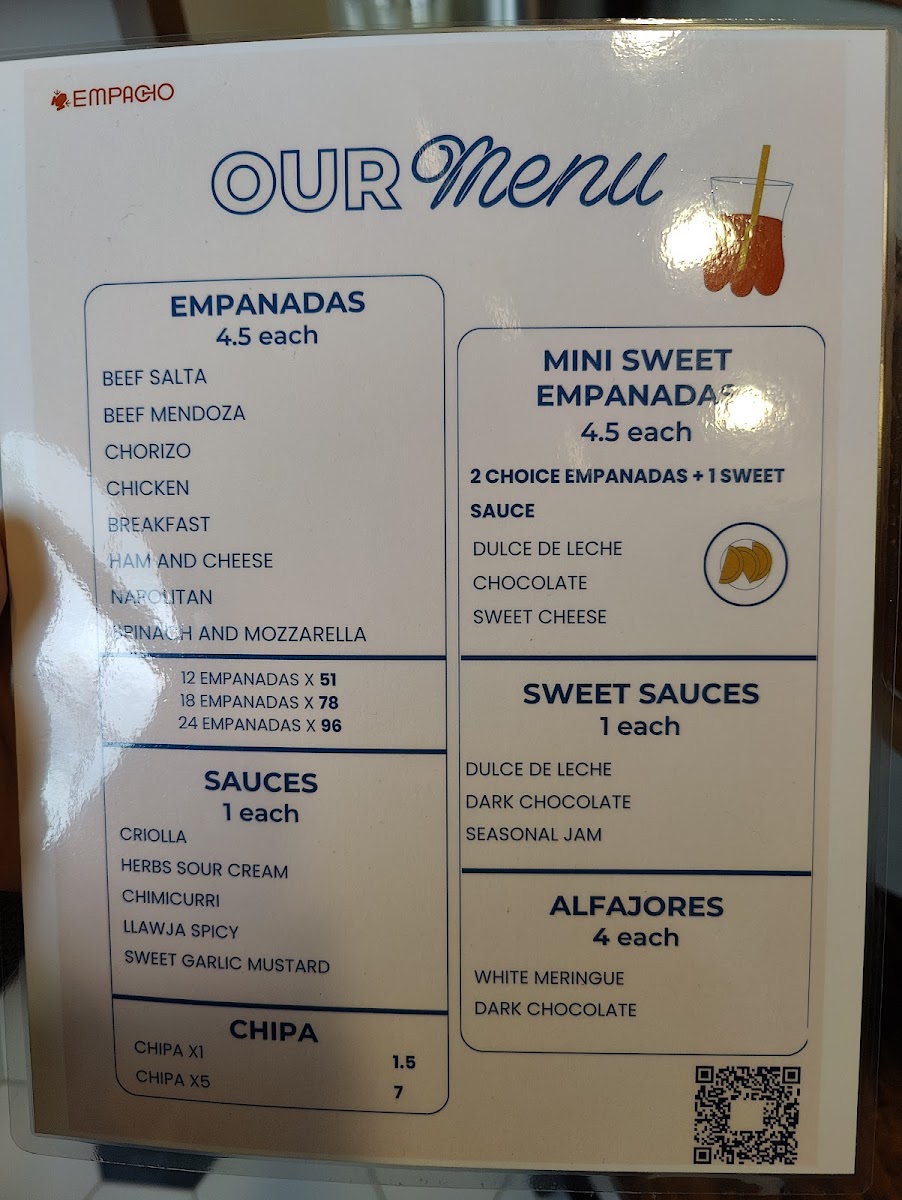 EMPACHO
OUR Menu
EMPANADAS
4.5 each
BEEF SALTA
BEEF MENDOZA
CHORIZO
CHICKEN
BREAKFAST
HAM AND CHEESE
NAPOLITAN
SPINACH AND MOZZARELLA
12 EMPANADAS X 51
18 EMPANADAS X 78
24 EMPANADAS X 96
SAUCES
1 each
CRIOLLA
HERBS SOUR CREAM
CHIMICURRI
LLAWJA SPICY
SWEET GARLIC MUSTARD
CHIPA
CHIPA X1 1.5
CHIPA X5 7
MINI SWEET
EMPANADAS
4.5 each
2 CHOICE EMPANADAS + 1 SWEET
SAUCE
DULCE DE LECHE
CHOCOLATE
SWEET CHEESE
SWEET SAUCES
1 each
DULCE DE LECHE
DARK CHOCOLATE
SEASONAL JAM
ALFAJORES
4 each
WHITE MERINGUE
DARK CHOCOLATE